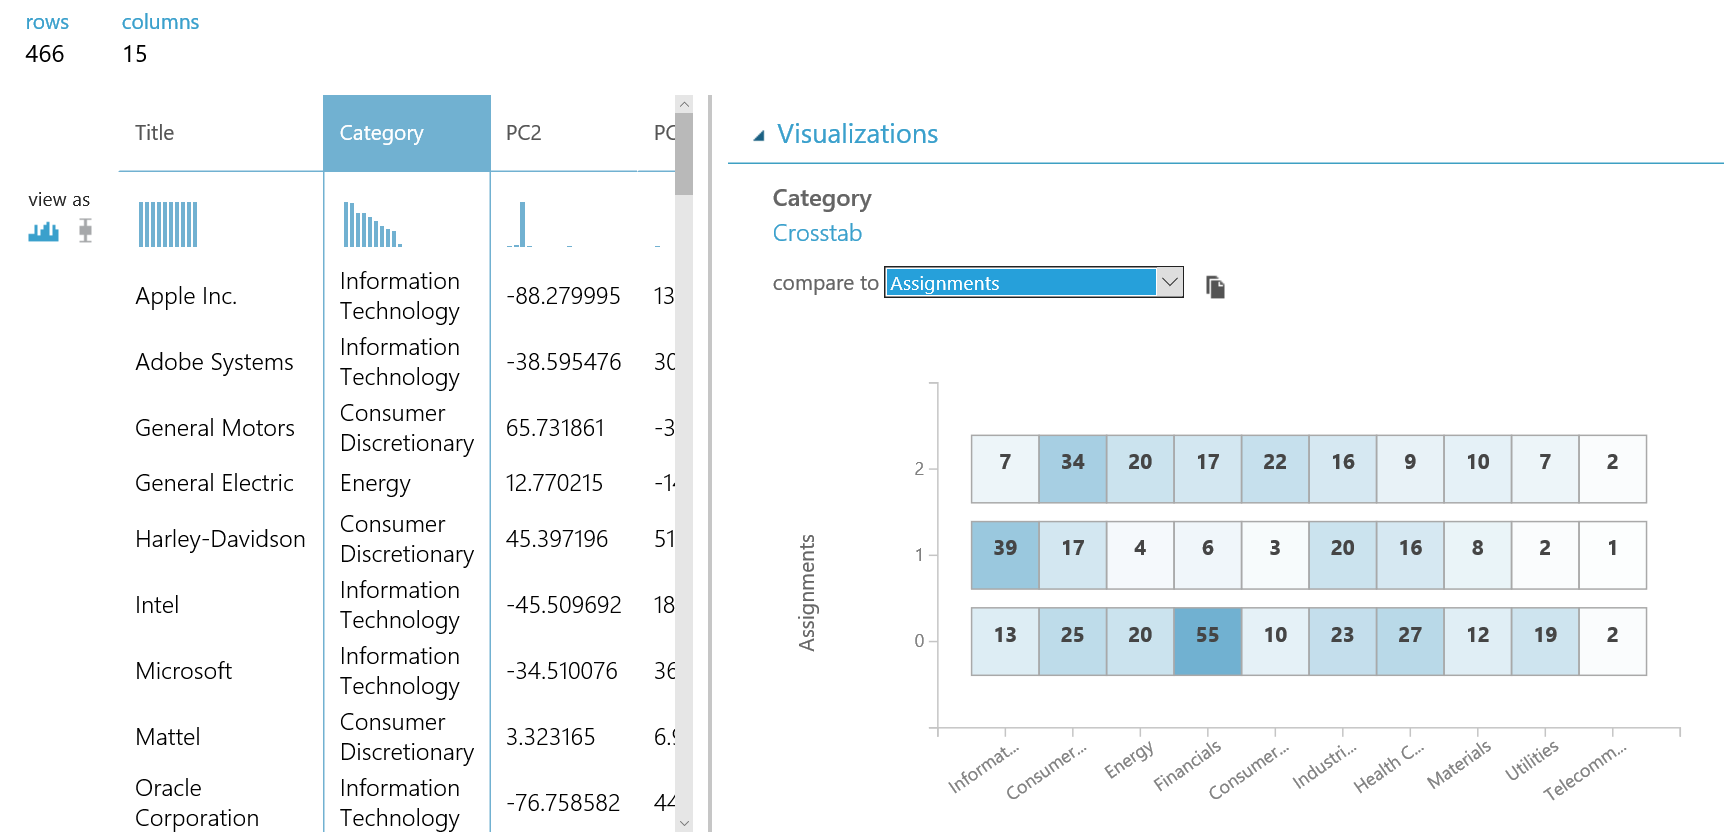 rows columns
466 15
Title Category PC2 PC
view as
Apple Inc. Information Technology -88.279995 13
Adobe Systems Information Technology -38.595476 30
General Motors Consumer Discretionary 65.731861 -3
General Electric Energy 12.770215 -14
Harley-Davidson Consumer Discretionary 45.397196 51
Intel Information Technology -45.509692 18
Microsoft Information Technology -34.510076 36
Mattel Consumer Discretionary 3.323165 6.9
Oracle Corporation Information Technology -76.758582 44
Visualizations
Category
Crosstab
compare to Assignments
Assignments
2 7 34 20 17 22 16 9 10 7 2
1 39 17 4 6 3 20 16 8 2 1
0 13 25 20 55 10 23 27 12 19 2
Informat... Consumer... Energy Financials Consumer... Industri... Health C... Materials Utilities Telecomm...